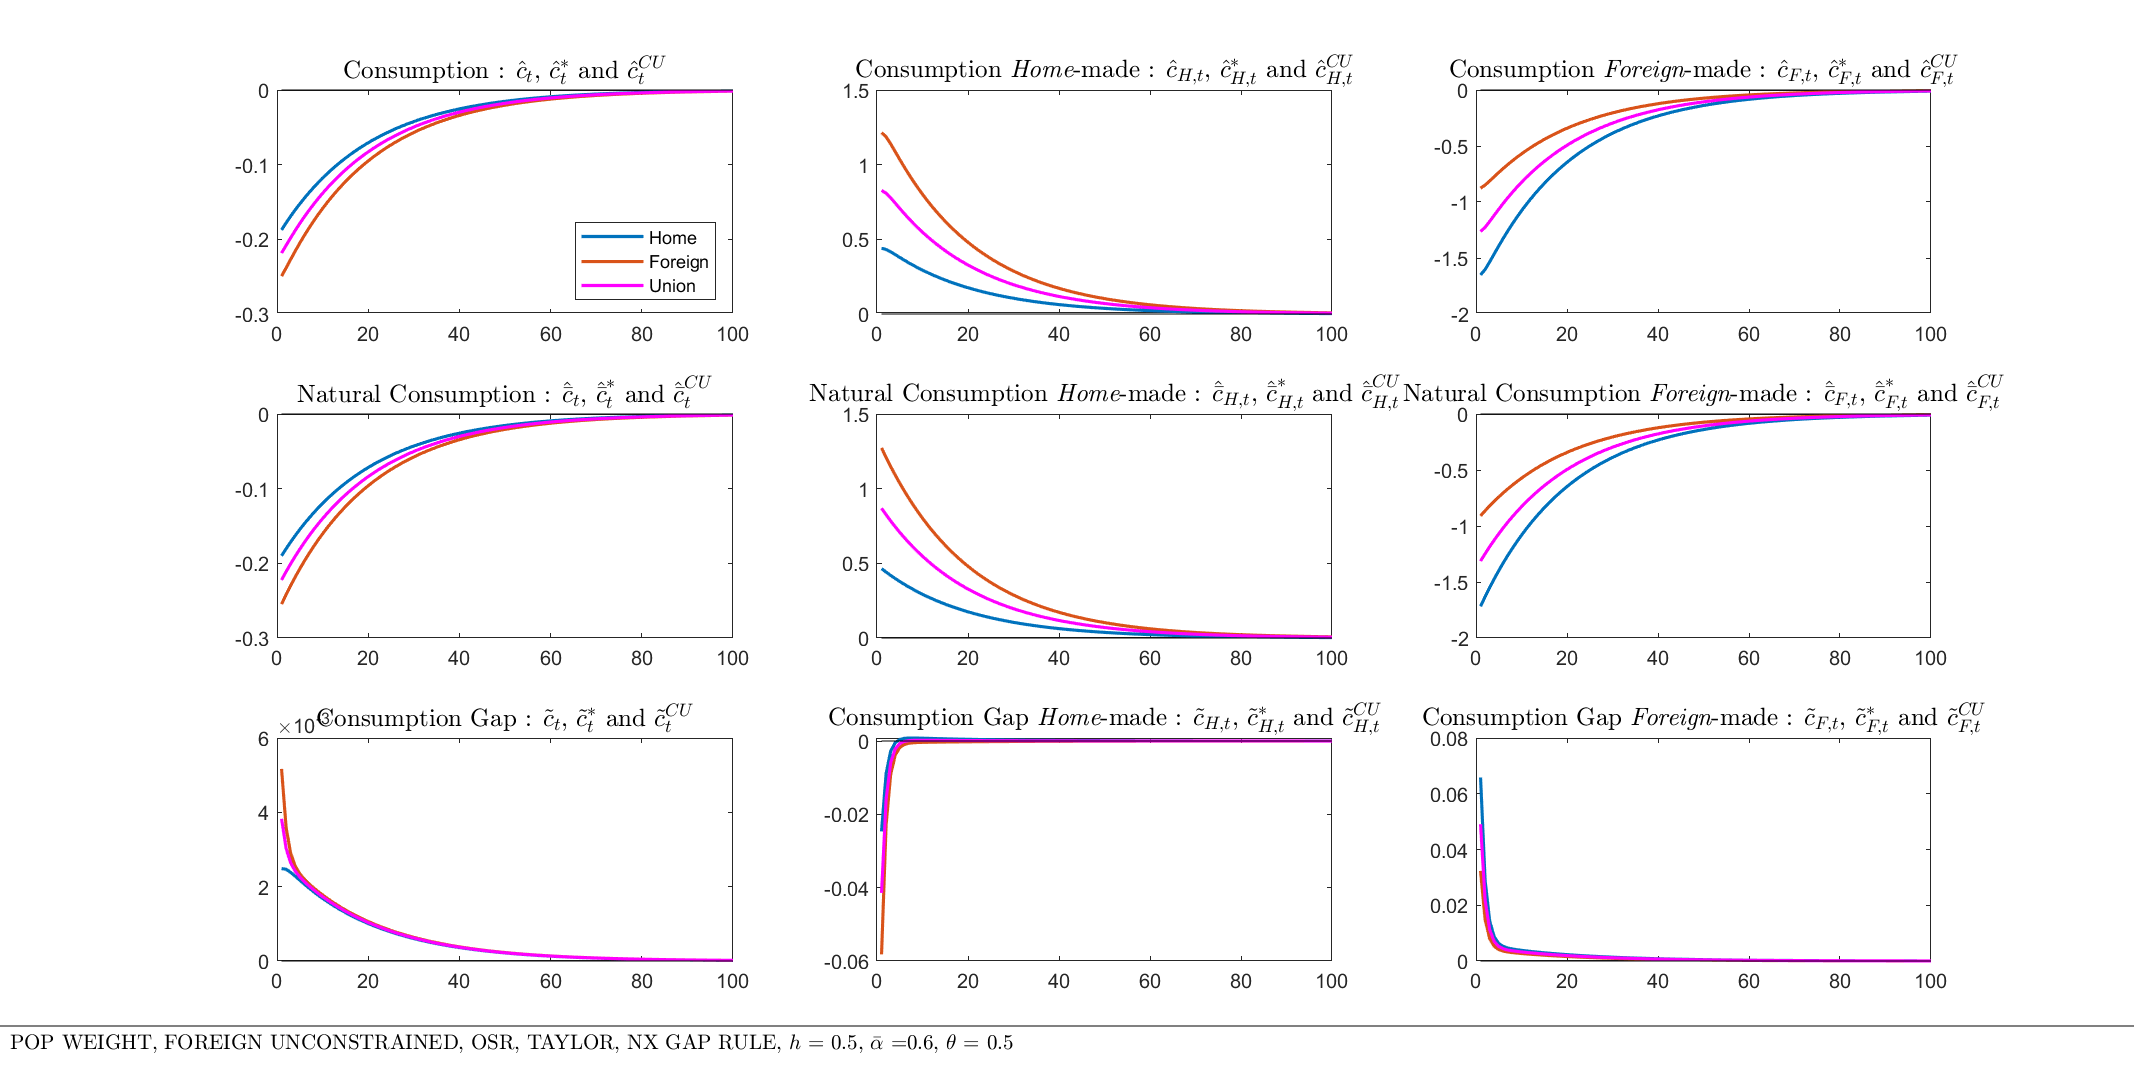 Consumption : ĉ_t, ĉ*_t and ĉ^CU_t
0
-0.1
-0.2
-0.3
0 20 40 60 80 100
Home
Foreign
Union
Consumption Home-made : ĉ_H,t, ĉ*_H,t and ĉ^CU_H,t
1.5
1
0.5
0
0 20 40 60 80 100
Consumption Foreign-made : ĉ_F,t, ĉ*_F,t and ĉ^CU_F,t
0
-0.5
-1
-1.5
-2
0 20 40 60 80 100
Natural Consumption : c̄̂_t, c̄̂*_t and c̄̂^CU_t
0
-0.1
-0.2
-0.3
0 20 40 60 80 100
Natural Consumption Home-made : c̄̂_H,t, c̄̂*_H,t and c̄̂^CU_H,t
1.5
1
0.5
0
0 20 40 60 80 100
Natural Consumption Foreign-made : c̄̂_F,t, c̄̂*_F,t and c̄̂^CU_F,t
0
-0.5
-1
-1.5
-2
0 20 40 60 80 100
Consumption Gap : c̃_t, c̃*_t and c̃^CU_t
×10^-3
6
4
2
0
0 20 40 60 80 100
Consumption Gap Home-made : c̃_H,t, c̃*_H,t and c̃^CU_H,t
0
-0.02
-0.04
-0.06
0 20 40 60 80 100
Consumption Gap Foreign-made : c̃_F,t, c̃*_F,t and c̃^CU_F,t
0.08
0.06
0.04
0.02
0
0 20 40 60 80 100
POP WEIGHT, FOREIGN UNCONSTRAINED, OSR, TAYLOR, NX GAP RULE, h = 0.5, ᾱ =0.6, θ = 0.5